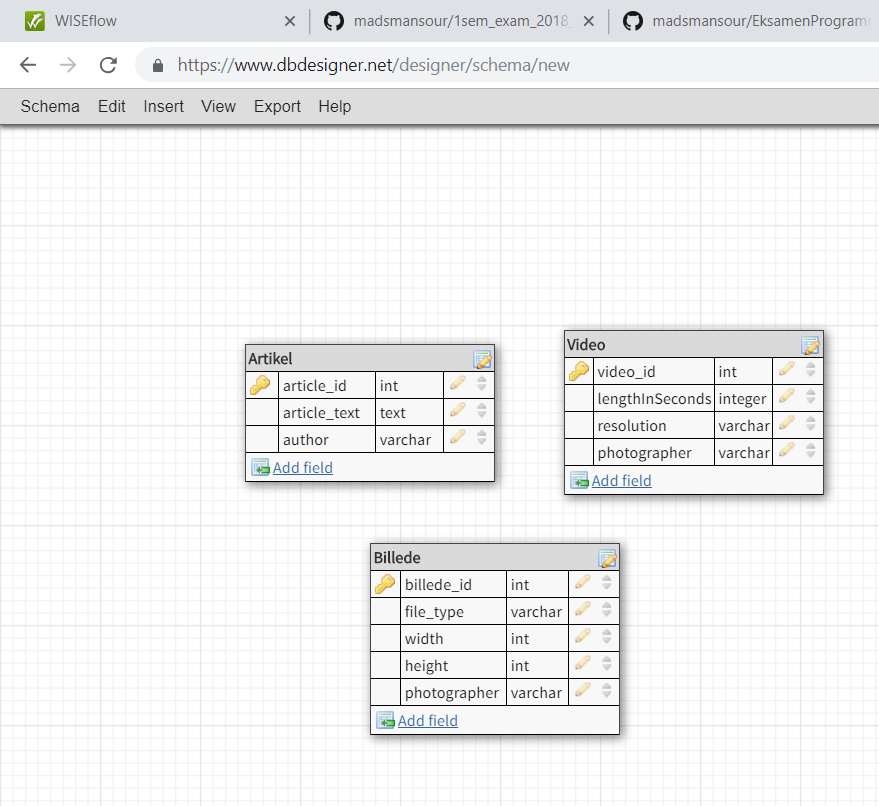 WISEflow
madsmansour/1sem_exam_2018_
madsmansour/EksamenProgramm
https://www.dbdesigner.net/designer/schema/new
Schema Edit Insert View Export Help
Artikel
article_id int
article_text text
author varchar
Add field
Video
video_id int
lengthInSeconds integer
resolution varchar
photographer varchar
Add field
Billede
billede_id int
file_type varchar
width int
height int
photographer varchar
Add field